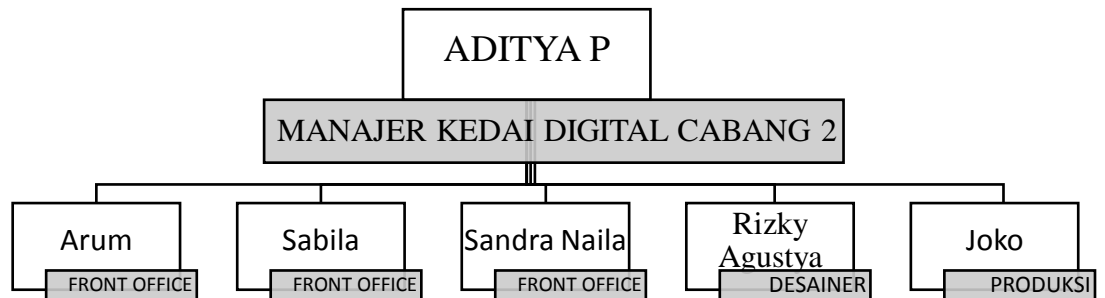 ADITYA P
MANAJER KEDAI DIGITAL CABANG 2
Arum
FRONT OFFICE
Sabila
FRONT OFFICE
Sandra Naila
FRONT OFFICE
Rizky
Agustya
DESAINER
Joko
PRODUKSI